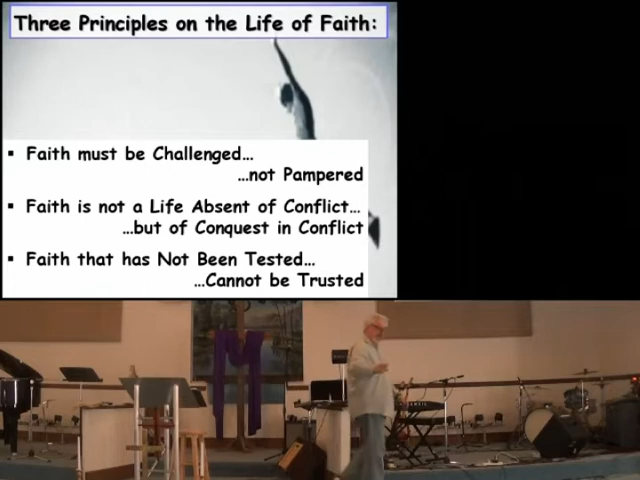 Three Principles on the Life of Faith:
▪ Faith must be Challenged…
…not Pampered
▪ Faith is not a Life Absent of Conflict…
…but of Conquest in Conflict
▪ Faith that has Not Been Tested…
…Cannot be Trusted